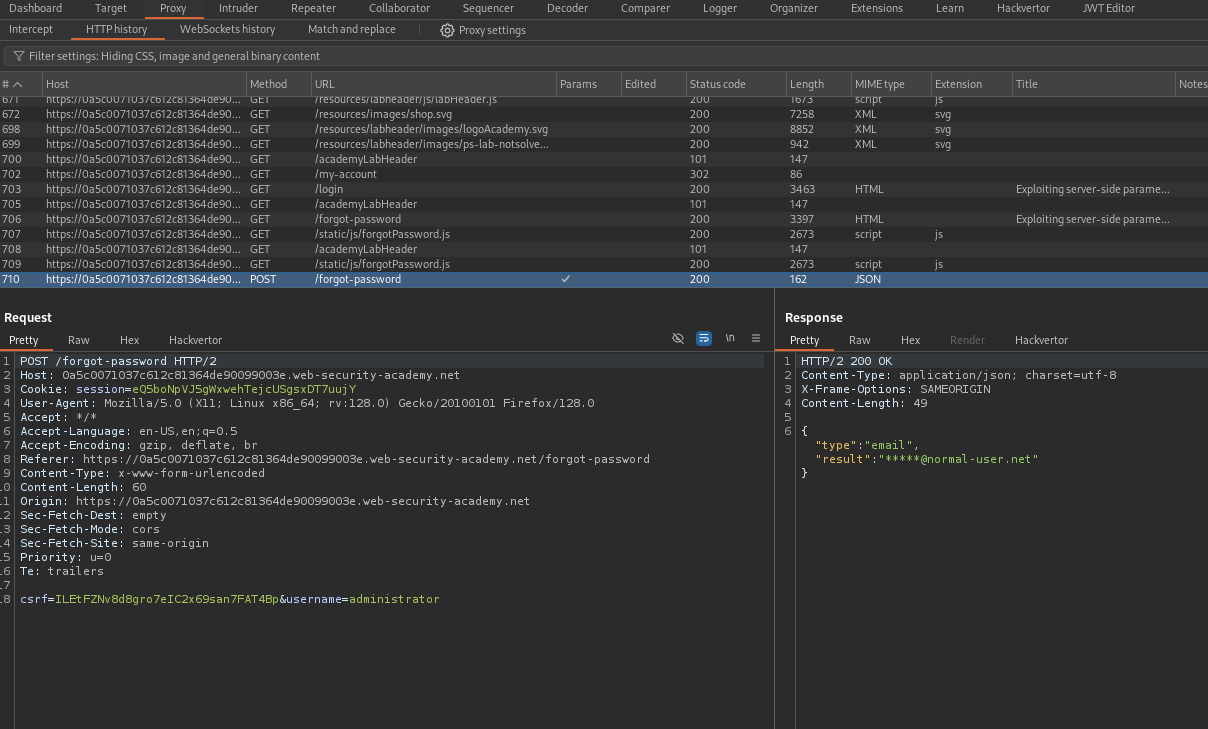 Dashboard Target Proxy Intruder Repeater Collaborator Sequencer Decoder Comparer Logger Organizer Extensions Learn Hackvertor JWT Editor
Intercept HTTP history WebSockets history Match and replace Proxy settings
Filter settings: Hiding CSS, image and general binary content
# Host Method URL Params Edited Status code Length MIME type Extension Title Notes
671 https://0a5c0071037c612c81364de90... GET /resources/labheader/js/labHeader.js 200 1673 script js
672 https://0a5c0071037c612c81364de90... GET /resources/images/shop.svg 200 7258 XML svg
698 https://0a5c0071037c612c81364de90... GET /resources/labheader/images/logoAcademy.svg 200 8852 XML svg
699 https://0a5c0071037c612c81364de90... GET /resources/labheader/images/ps-lab-notsolve... 200 942 XML svg
700 https://0a5c0071037c612c81364de90... GET /academyLabHeader 101 147
702 https://0a5c0071037c612c81364de90... GET /my-account 302 86
703 https://0a5c0071037c612c81364de90... GET /login 200 3463 HTML Exploiting server-side parame...
705 https://0a5c0071037c612c81364de90... GET /academyLabHeader 101 147
706 https://0a5c0071037c612c81364de90... GET /forgot-password 200 3397 HTML Exploiting server-side parame...
707 https://0a5c0071037c612c81364de90... GET /static/js/forgotPassword.js 200 2673 script js
708 https://0a5c0071037c612c81364de90... GET /academyLabHeader 101 147
709 https://0a5c0071037c612c81364de90... GET /static/js/forgotPassword.js 200 2673 script js
710 https://0a5c0071037c612c81364de90... POST /forgot-password ✓ 200 162 JSON
Request
Pretty Raw Hex Hackvertor \n
1 POST /forgot-password HTTP/2
2 Host: 0a5c0071037c612c81364de90099003e.web-security-academy.net
3 Cookie: session=eQ5boNpVJ5gWxwehTejcUSgsxDT7uujY
4 User-Agent: Mozilla/5.0 (X11; Linux x86_64; rv:128.0) Gecko/20100101 Firefox/128.0
5 Accept: */*
6 Accept-Language: en-US,en;q=0.5
7 Accept-Encoding: gzip, deflate, br
8 Referer: https://0a5c0071037c612c81364de90099003e.web-security-academy.net/forgot-password
9 Content-Type: x-www-form-urlencoded
10 Content-Length: 60
11 Origin: https://0a5c0071037c612c81364de90099003e.web-security-academy.net
12 Sec-Fetch-Dest: empty
13 Sec-Fetch-Mode: cors
14 Sec-Fetch-Site: same-origin
15 Priority: u=0
16 Te: trailers
17
18 csrf=ILEtFZNv8d8gro7eIC2x69san7FAT4Bp&username=administrator
Response
Pretty Raw Hex Render Hackvertor
1 HTTP/2 200 OK
2 Content-Type: application/json; charset=utf-8
3 X-Frame-Options: SAMEORIGIN
4 Content-Length: 49
5
6 {
"type":"email",
"result":"*****@normal-user.net"
}